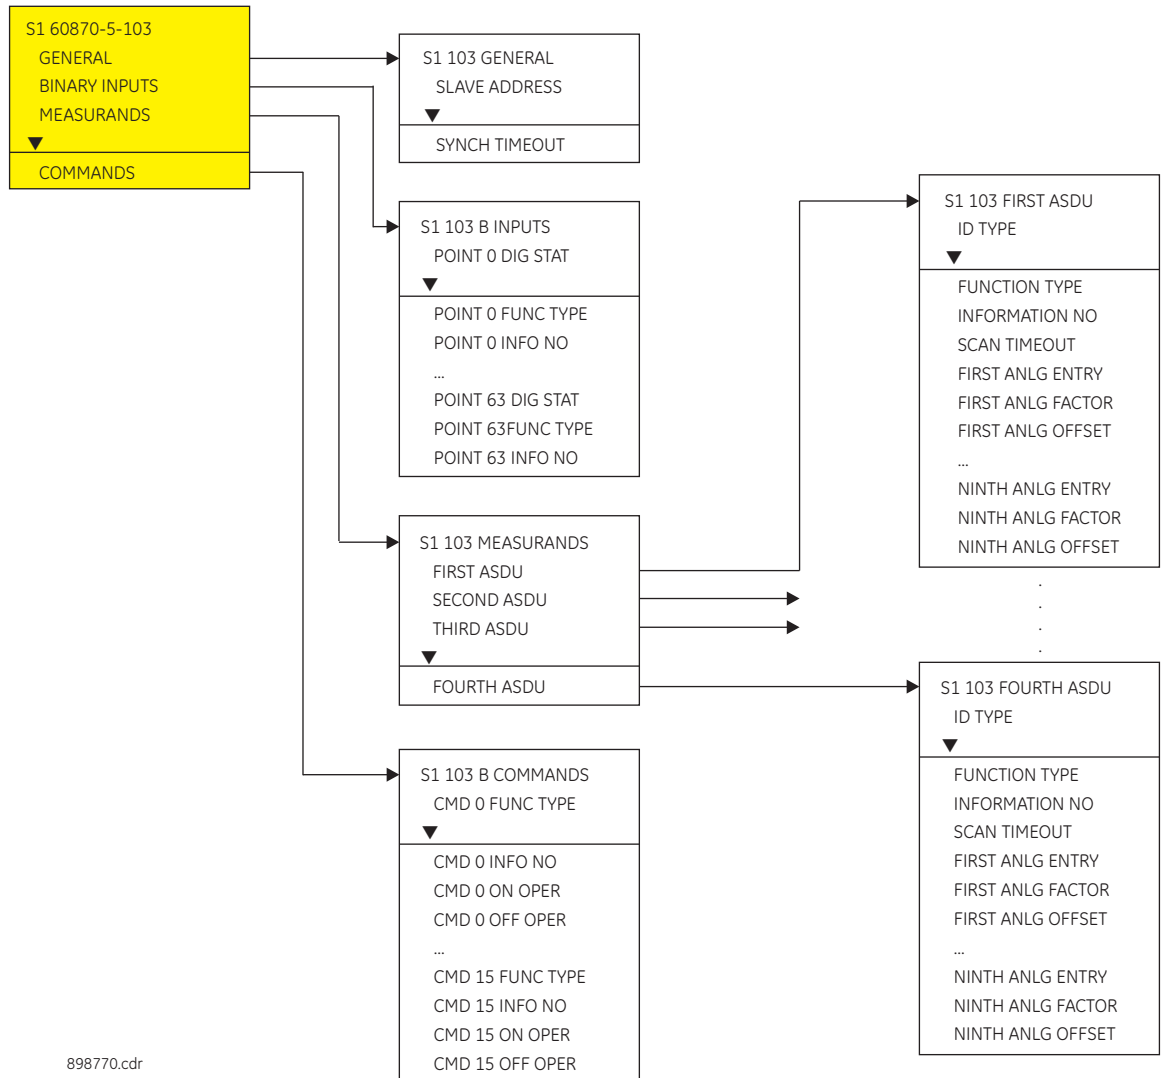 S1 60870-5-103
GENERAL
BINARY INPUTS
MEASURANDS
COMMANDS
S1 103 GENERAL
SLAVE ADDRESS
SYNCH TIMEOUT
S1 103 B INPUTS
POINT 0 DIG STAT
POINT 0 FUNC TYPE
POINT 0 INFO NO
...
POINT 63 DIG STAT
POINT 63FUNC TYPE
POINT 63 INFO NO
S1 103 MEASURANDS
FIRST ASDU
SECOND ASDU
THIRD ASDU
FOURTH ASDU
S1 103 B COMMANDS
CMD 0 FUNC TYPE
CMD 0 INFO NO
CMD 0 ON OPER
CMD 0 OFF OPER
...
CMD 15 FUNC TYPE
CMD 15 INFO NO
CMD 15 ON OPER
CMD 15 OFF OPER
S1 103 FIRST ASDU
ID TYPE
FUNCTION TYPE
INFORMATION NO
SCAN TIMEOUT
FIRST ANLG ENTRY
FIRST ANLG FACTOR
FIRST ANLG OFFSET
...
NINTH ANLG ENTRY
NINTH ANLG FACTOR
NINTH ANLG OFFSET
.
.
.
.
S1 103 FOURTH ASDU
ID TYPE
FUNCTION TYPE
INFORMATION NO
SCAN TIMEOUT
FIRST ANLG ENTRY
FIRST ANLG FACTOR
FIRST ANLG OFFSET
...
NINTH ANLG ENTRY
NINTH ANLG FACTOR
NINTH ANLG OFFSET
898770.cdr